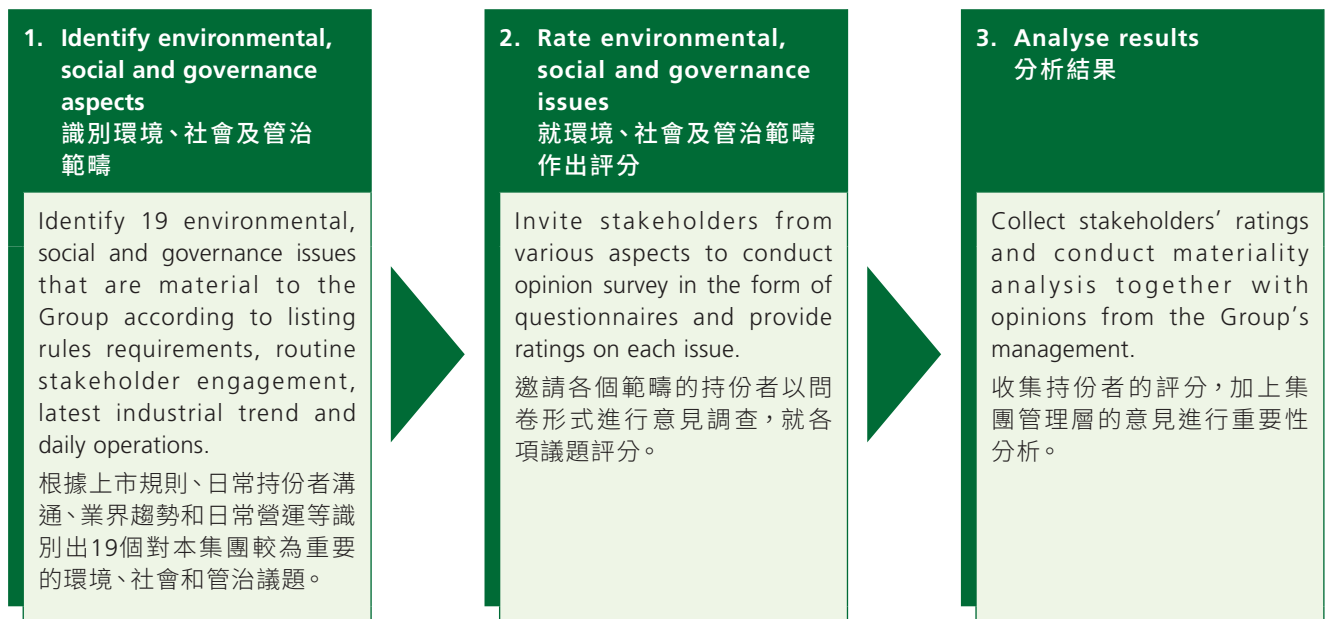 1. Identify environmental,
social and governance
aspects
識別環境、社會及管治
範疇
Identify 19 environmental,
social and governance issues
that are material to the
Group according to listing
rules requirements, routine
stakeholder engagement,
latest industrial trend and
daily operations.
根據上市規則、日常持份者溝
通、業界趨勢和日常營運等識
別出19個對本集團較為重要
的環境、社會和管治議題。
2. Rate environmental,
social and governance
issues
就環境、社會及管治範疇
作出評分
Invite stakeholders from
various aspects to conduct
opinion survey in the form of
questionnaires and provide
ratings on each issue.
邀請各個範疇的持份者以問
卷形式進行意見調查，就各
項議題評分。
3. Analyse results
分析結果
Collect stakeholders’ ratings
and conduct materiality
analysis together with
opinions from the Group’s
management.
收集持份者的評分，加上集
團管理層的意見進行重要性
分析。